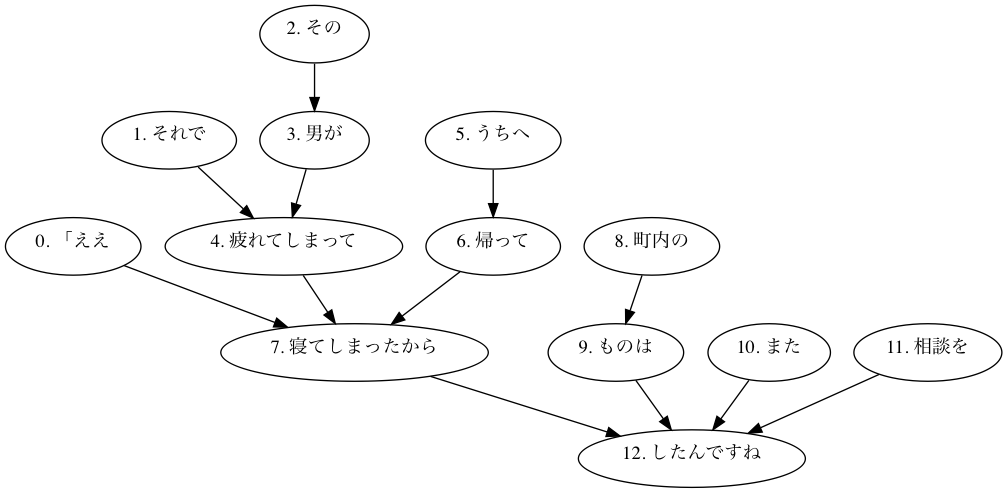 2. その
1. それで
3. 男が
5. うちへ
0. 「ええ
4. 疲れてしまって
6. 帰って
8. 町内の
7. 寝てしまったから
9. ものは
10. また
11. 相談を
12. したんですね